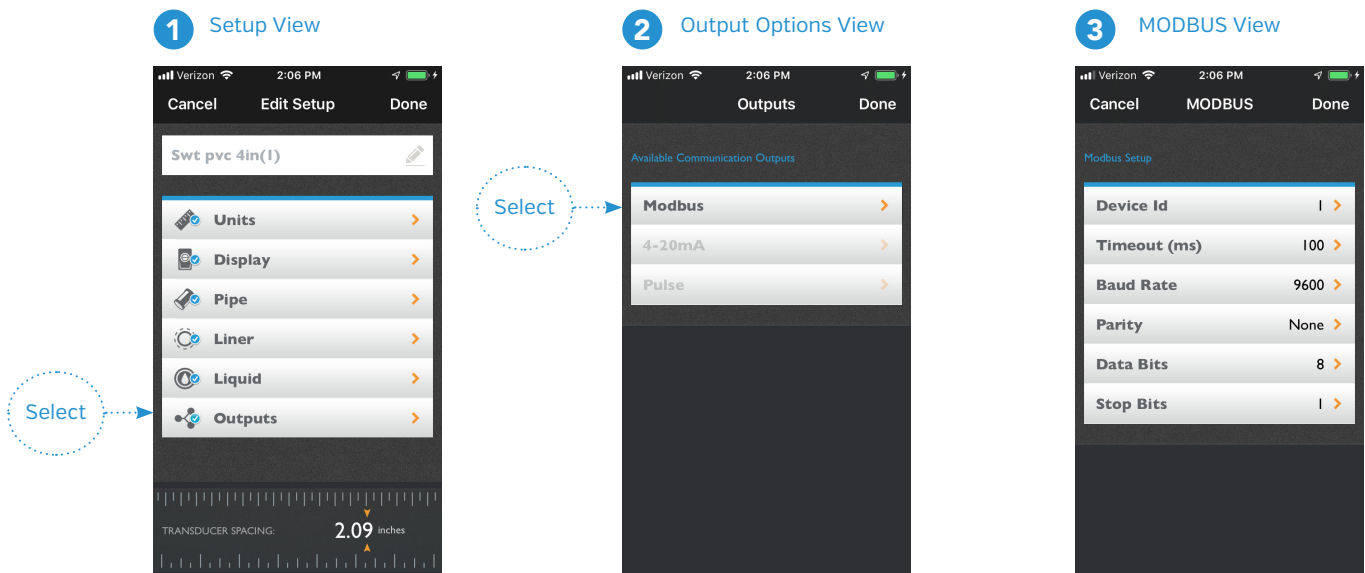 1 Setup View
Verizon 2:06 PM
Cancel Edit Setup Done
Swt pvc 4in(1)
Units
Display
Pipe
Liner
Liquid
Select
Outputs
TRANSDUCER SPACING: 2.09 inches
2 Output Options View
Verizon 2:06 PM
Outputs Done
Available Communication Outputs
Select
Modbus
4-20mA
Pulse
3 MODBUS View
Verizon 2:06 PM
Cancel MODBUS Done
Modbus Setup
Device Id 1
Timeout (ms) 100
Baud Rate 9600
Parity None
Data Bits 8
Stop Bits 1